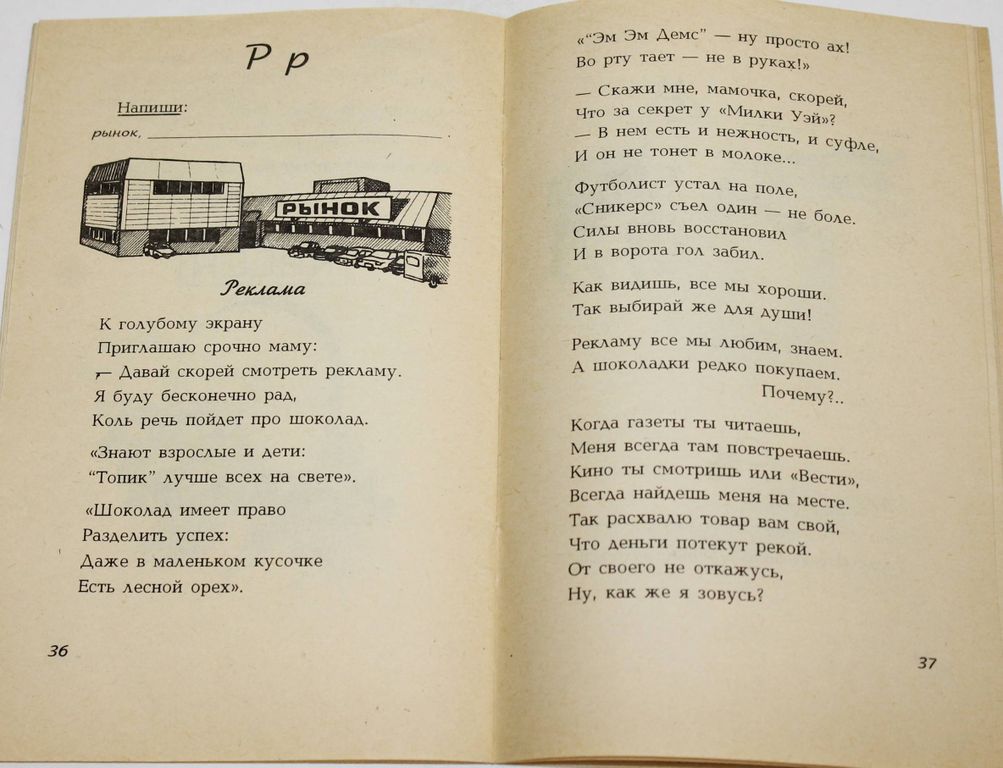 Р р
Напиши:
рынок, ________________ .
РЫНОК
Реклама
К голубому экрану
Приглашаю срочно маму:
— Давай скорей смотреть рекламу.
Я буду бесконечно рад,
Коль речь пойдет про шоколад.
«Знают взрослые и дети:
“Топик” лучше всех на свете».
«Шоколад имеет право
Разделить успех:
Даже в маленьком кусочке
Есть лесной орех».
36
«“Эм Эм Демс” — ну просто ах!
Во рту тает — не в руках!»
— Скажи мне, мамочка, скорей,
Что за секрет у «Милки Уэй»?
— В нем есть и нежность, и суфле,
И он не тонет в молоке...
Футболист устал на поле,
«Сникерс» съел один — не боле.
Силы вновь восстановил
И в ворота гол забил.
Как видишь, все мы хороши.
Так выбирай же для души!
Рекламу все мы любим, знаем.
А шоколадки редко покупаем.
Почему?..
Когда газеты ты читаешь,
Меня всегда там повстречаешь.
Кино ты смотришь или «Вести»,
Всегда найдешь меня на месте.
Так расхвалю товар вам свой,
Что деньги потекут рекой.
От своего не откажусь,
Ну, как же я зовусь?
37